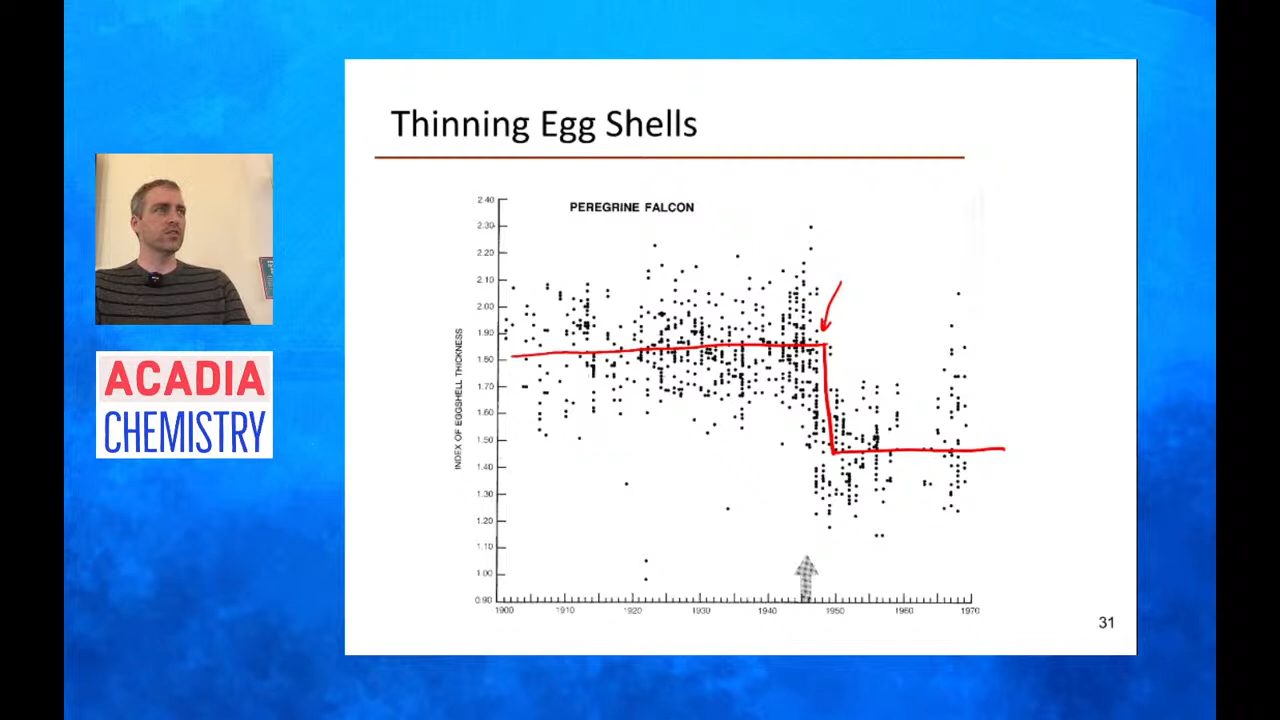 Thinning Egg Shells
PEREGRINE FALCON
INDEX OF EGGSHELL THICKNESS
2.40
2.30
2.20
2.10
2.00
1.90
1.80
1.70
1.60
1.50
1.40
1.30
1.20
1.10
1.00
0.90
1900 1910 1920 1930 1940 1950 1960 1970
31
ACADIA
CHEMISTRY